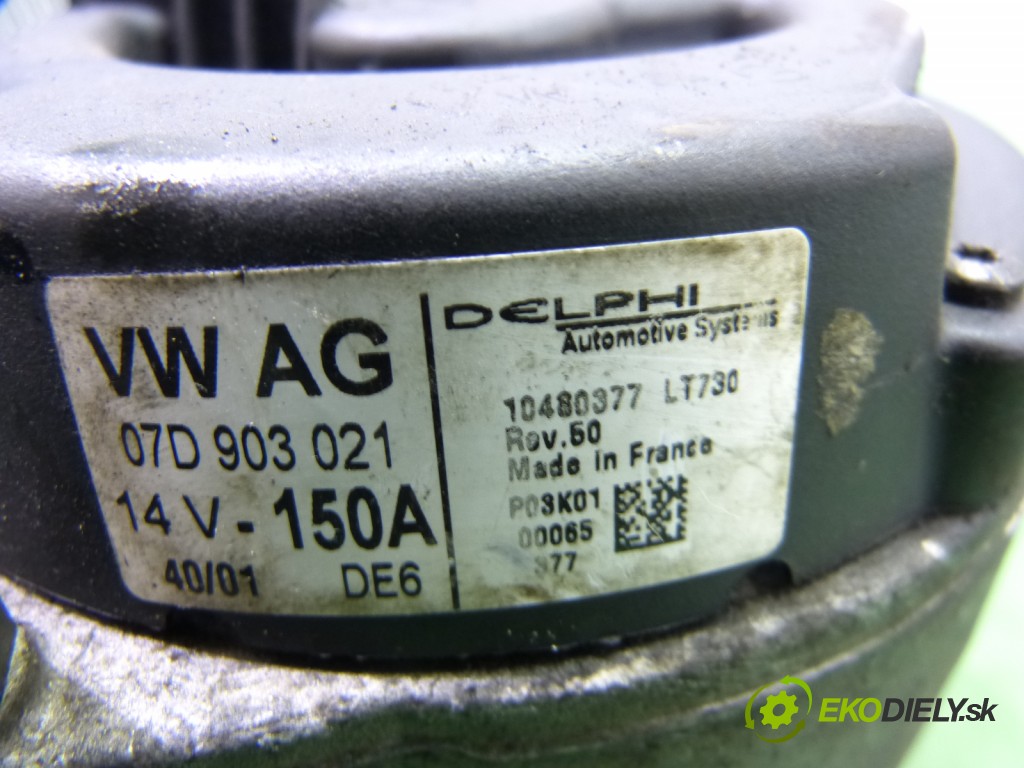 VW AG
07D 903 021
14 V - 150A
40/01 DE6
DELPHI
Automotive Systems
10480377 LT730
Rev.50
Made in France
P03K01
00065
377
EKODIELY.sk